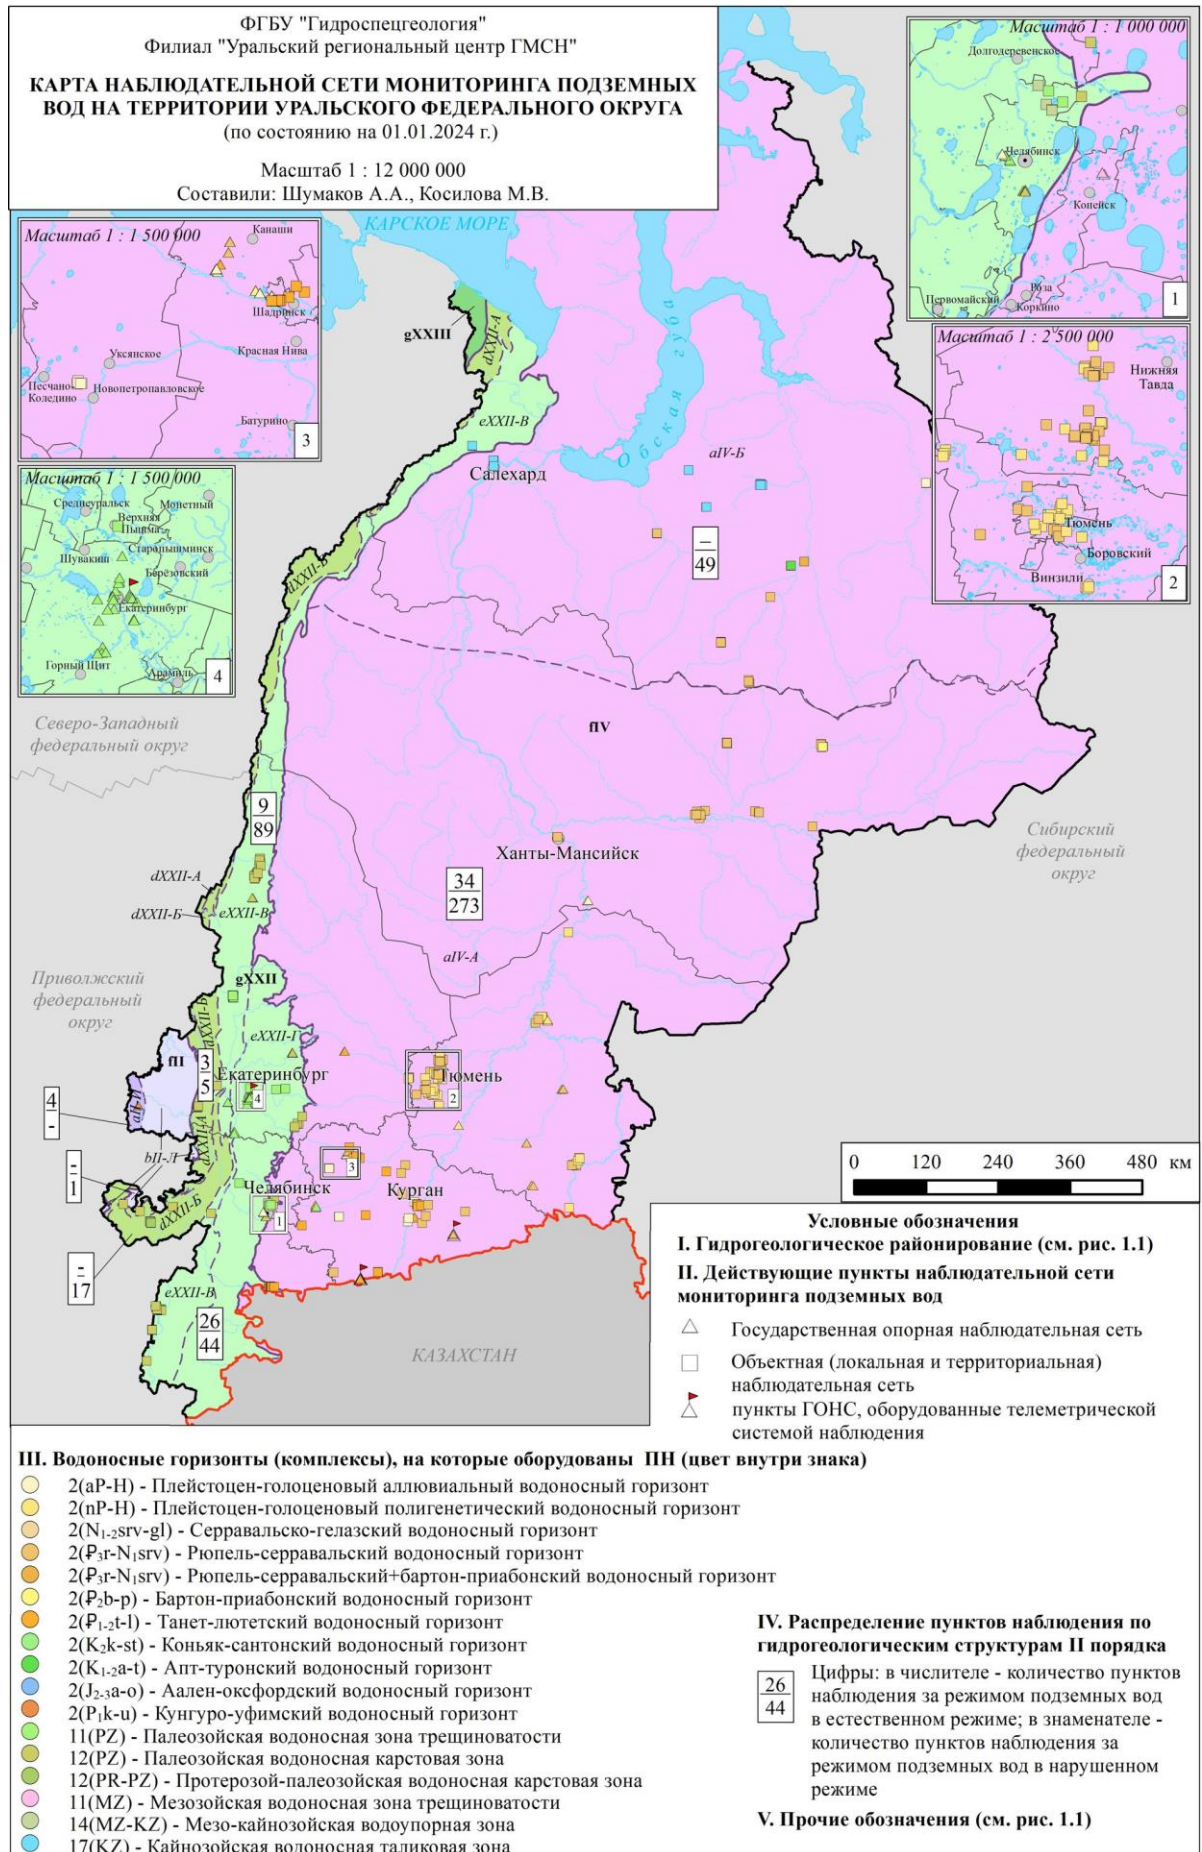 ФГБУ "Гидроспецгеология"
Филиал "Уральский региональный центр ГМСН"
КАРТА НАБЛЮДАТЕЛЬНОЙ СЕТИ МОНИТОРИНГА ПОДЗЕМНЫХ
ВОД НА ТЕРРИТОРИИ УРАЛЬСКОГО ФЕДЕРАЛЬНОГО ОКРУГА
(по состоянию на 01.01.2024 г.)
Масштаб 1 : 12 000 000
Составили: Шумаков А.А., Косилова М.В.
Масштаб 1 : 1 000 000
Долгодеревенское
Челябинск
Копейск
Роза
Первомайский
Коркино
1
Масштаб 1 : 2 500 000
Нижняя
Тавда
Тюмень
Боровский
Винзили
2
Масштаб 1 : 1 500 000
Канаши
Шадринск
Уксянское
Красная Нива
Песчано-
Коледино
Новопетропавловское
Батурино
3
Масштаб 1 : 1 500 000
Среднеуральск
Монетный
Верхняя
Пышма
Старопышминск
Шувакиш
Берёзовский
Екатеринбург
Горный Щит
Арамиль
4
КАРСКОЕ МОРЕ
Обская губа
gXXIII
dXXII-А
eXXII-В
Салехард
aIV-Б
–
49
dXXII-Б
Северо-Западный
федеральный округ
fIV
9
89
Ханты-Мансийск
Сибирский
федеральный
округ
34
273
dXXII-А
dXXII-Б
eXXII-В
aIV-А
Приволжский
федеральный
округ
gXXII
dXXII-Б
eXXII-Г
fII
3
5
Екатеринбург
4
Тюмень
2
4
-
dXXII-А
bII-Л
-
1
3
Челябинск
1
Курган
dXXII-Б
-
17
eXXII-В
26
44
КАЗАХСТАН
0 120 240 360 480 км
Условные обозначения
I. Гидрогеологическое районирование (см. рис. 1.1)
II. Действующие пункты наблюдательной сети
мониторинга подземных вод
Государственная опорная наблюдательная сеть
Объектная (локальная и территориальная)
наблюдательная сеть
пункты ГОНС, оборудованные телеметрической
системой наблюдения
III. Водоносные горизонты (комплексы), на которые оборудованы ПН (цвет внутри знака)
2(aP-H) - Плейстоцен-голоценовый аллювиальный водоносный горизонт
2(nP-H) - Плейстоцен-голоценовый полигенетический водоносный горизонт
2(N₁₋₂srv-gl) - Серравальско-гелазский водоносный горизонт
2(₽₃r-N₁srv) - Рюпель-серравальский водоносный горизонт
2(₽₃r-N₁srv) - Рюпель-серравальский+бартон-приабонский водоносный горизонт
2(₽₂b-p) - Бартон-приабонский водоносный горизонт
2(₽₁₋₂t-l) - Танет-лютетский водоносный горизонт
2(K₂k-st) - Коньяк-сантонский водоносный горизонт
2(K₁₋₂a-t) - Апт-туронский водоносный горизонт
2(J₂₋₃a-o) - Аален-оксфордский водоносный горизонт
2(P₁k-u) - Кунгуро-уфимский водоносный горизонт
11(PZ) - Палеозойская водоносная зона трещиноватости
12(PZ) - Палеозойская водоносная карстовая зона
12(PR-PZ) - Протерозой-палеозойская водоносная карстовая зона
11(MZ) - Мезозойская водоносная зона трещиноватости
14(MZ-KZ) - Мезо-кайнозойская водоупорная зона
17(KZ) - Кайнозойская водоносная таликовая зона
IV. Распределение пунктов наблюдения по
гидрогеологическим структурам II порядка
26
44
Цифры: в числителе - количество пунктов
наблюдения за режимом подземных вод
в естественном режиме; в знаменателе -
количество пунктов наблюдения за
режимом подземных вод в нарушенном
режиме
V. Прочие обозначения (см. рис. 1.1)